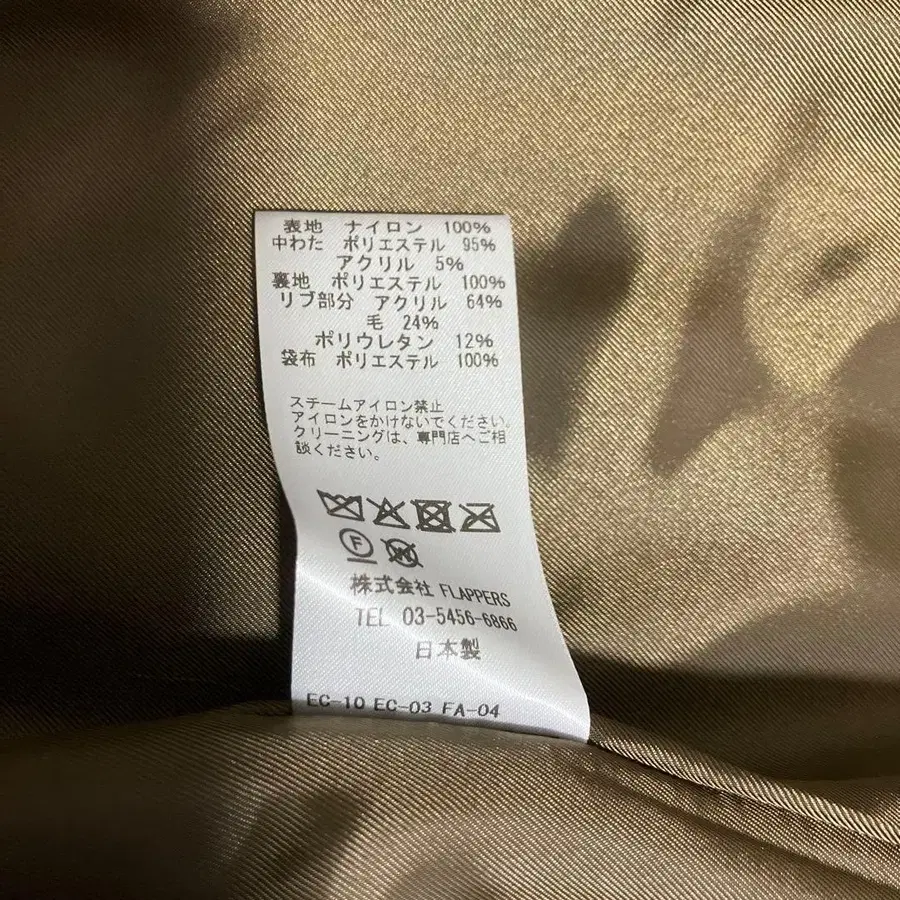 表地 ナイロン 100%
中わた ポリエステル 95%
アクリル 5%
裏地 ポリエステル 100%
リブ部分 アクリル 64%
毛 24%
ポリウレタン 12%
袋布 ポリエステル 100%
スチームアイロン禁止
アイロンをかけないでください。
クリーニングは、専門店へご相
談ください。
F
W
株式会社 FLAPPERS
TEL 03-5456-6866
日本製
EC-10 EC-03 FA-04